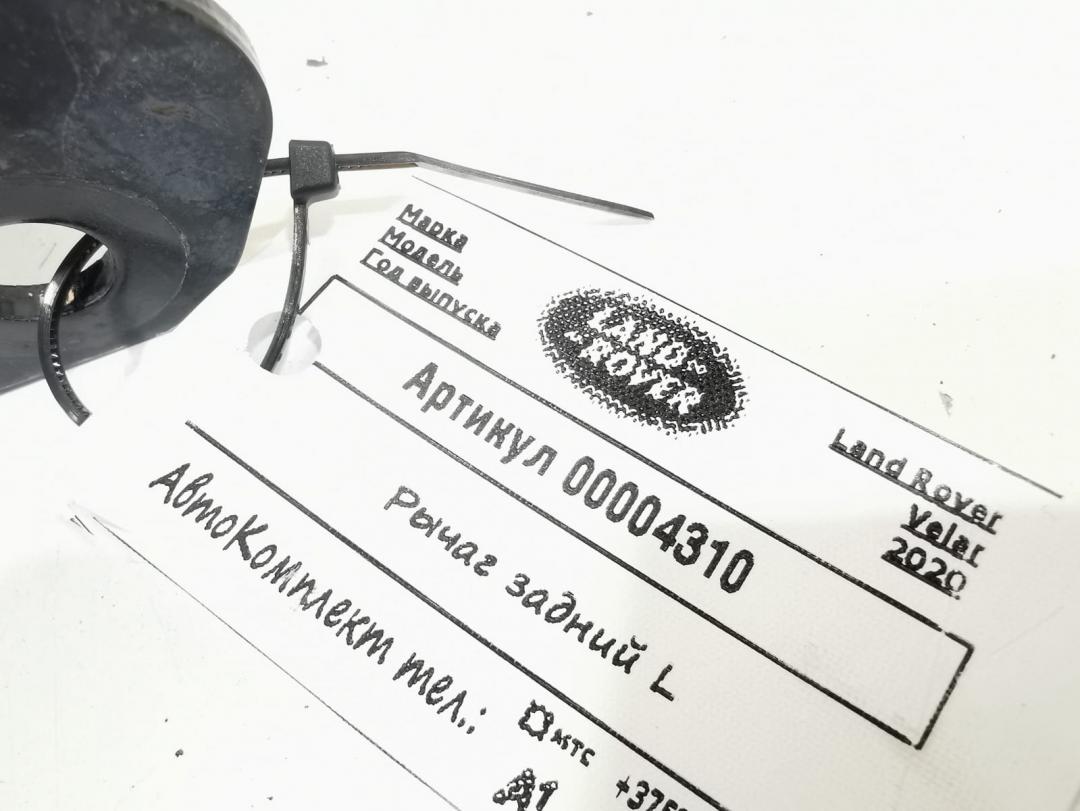 Марка Land Rover
Модель Velar
Год выпуска 2020
LAND-
ROVER
Артикул 00004310
Рычаг задний L
АвтоКомплект тел.:
МТС
A1